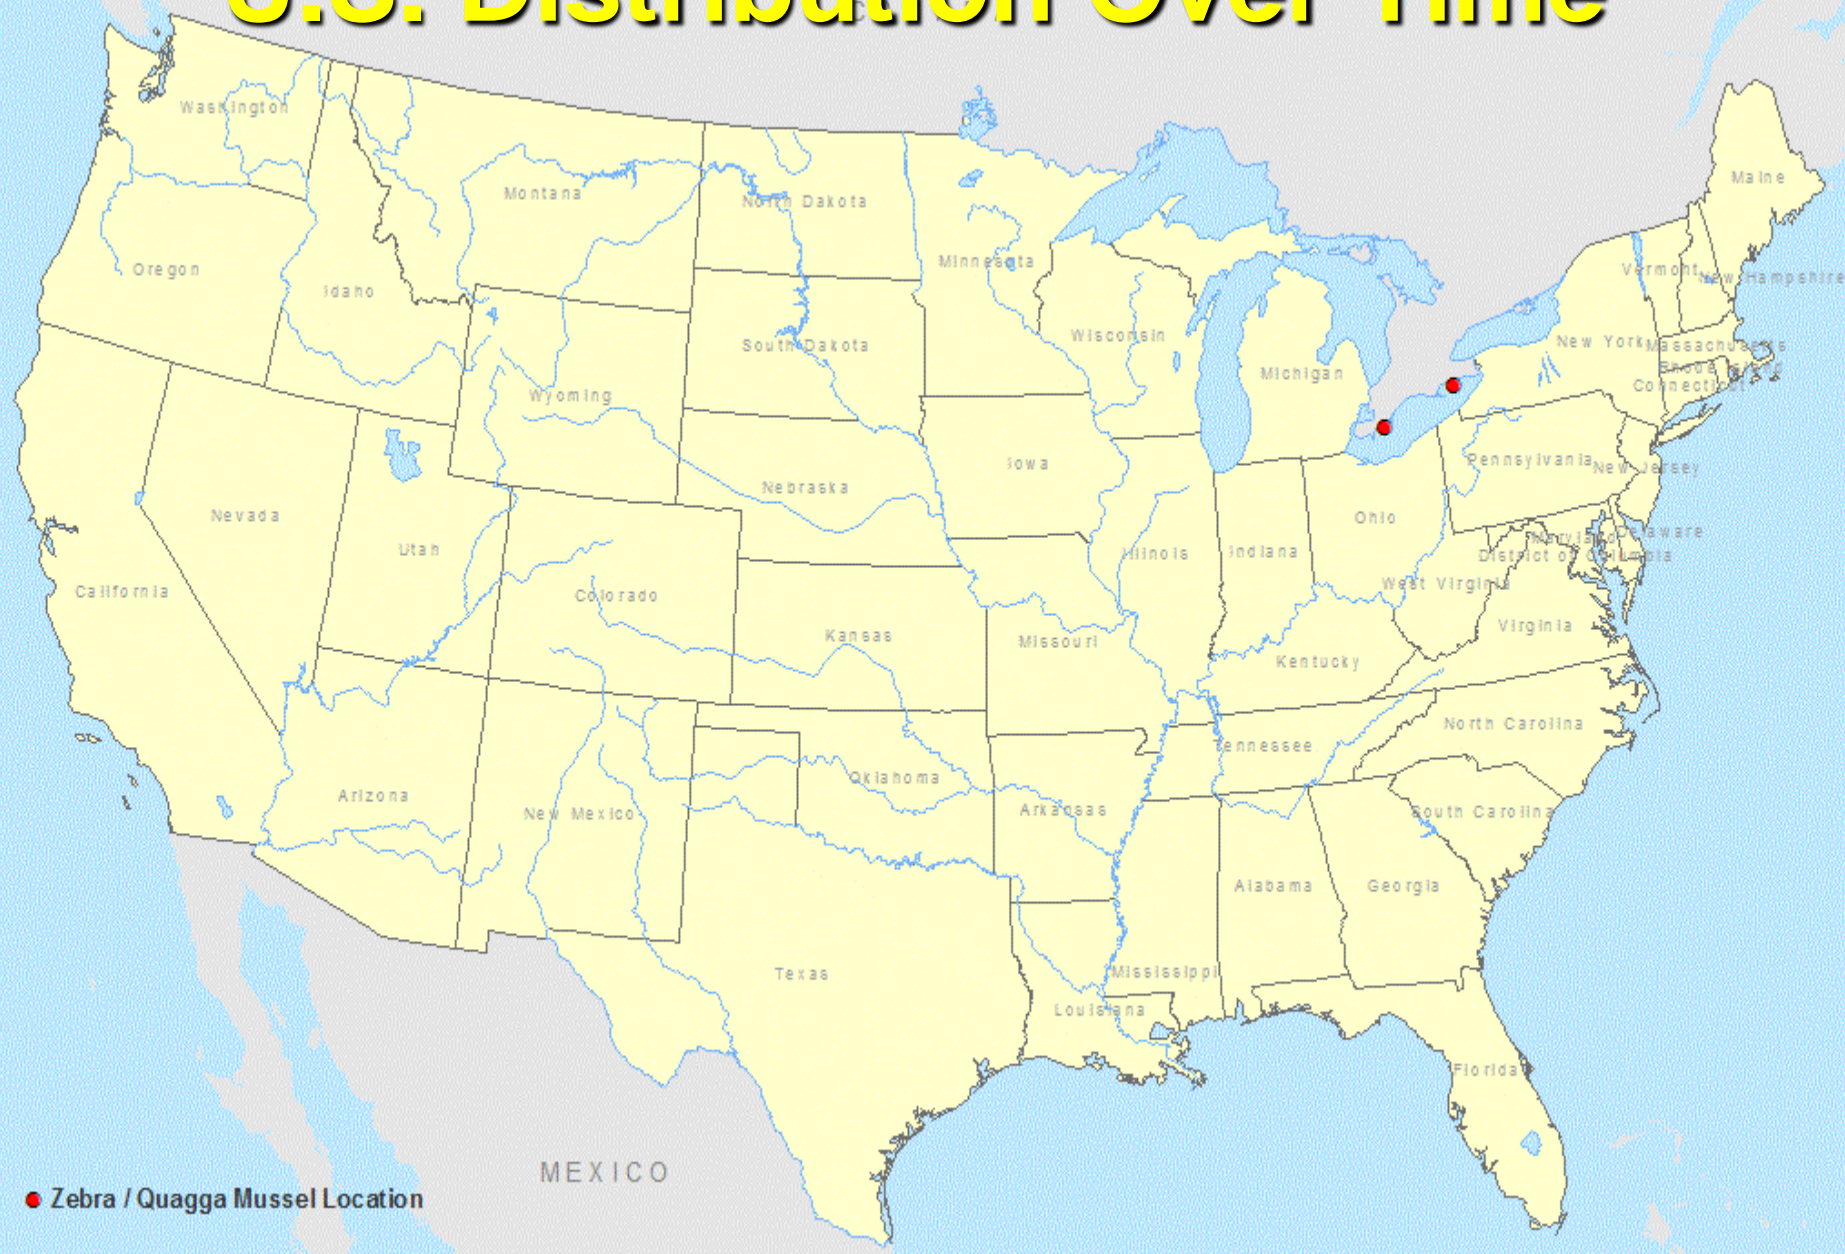 U.S. Distribution Over Time
Washington
Maine
Montana
North Dakota
Oregon
Minnesota
Vermont
New Hampshire
Idaho
Wisconsin
South Dakota
New York
Massachusetts
Rhode Island
Michigan
Connecticut
Wyoming
Iowa
Pennsylvania
New Jersey
Nebraska
Nevada
Ohio
Delaware
Maryland
Utah
Illinois
Indiana
District of Columbia
California
Colorado
West Virginia
Kansas
Missouri
Virginia
Kentucky
North Carolina
Tennessee
Oklahoma
Arizona
New Mexico
Arkansas
South Carolina
Alabama
Georgia
Texas
Mississippi
Louisiana
Florida
MEXICO
Zebra / Quagga Mussel Location